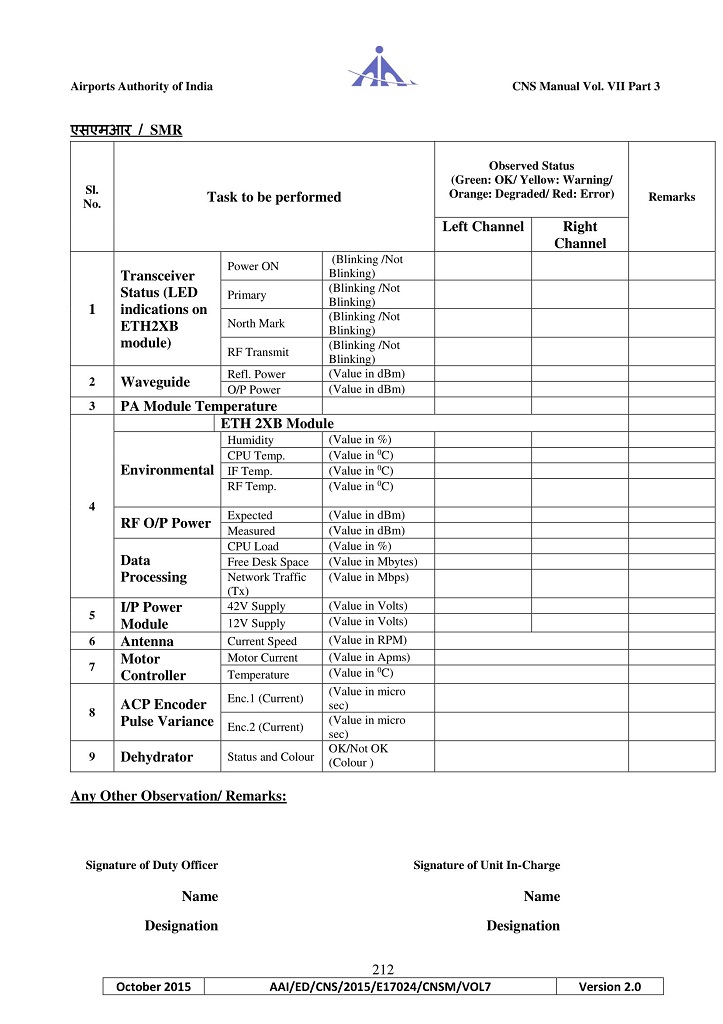 Airports Authority of India
CNS Manual Vol. VII Part 3
एसएमआर / SMR
Sl. No.
Task to be performed
Observed Status
(Green: OK/ Yellow: Warning/
Orange: Degraded/ Red: Error)
Remarks
Left Channel
Right Channel
1
Transceiver
Status (LED
indications on
ETH2XB
module)
Power ON
(Blinking /Not
Blinking)
Primary
(Blinking /Not
Blinking)
North Mark
(Blinking /Not
Blinking)
RF Transmit
(Blinking /Not
Blinking)
2
Waveguide
Refl. Power
(Value in dBm)
O/P Power
(Value in dBm)
3
PA Module Temperature
4
ETH 2XB Module
Environmental
Humidity
(Value in %)
CPU Temp.
(Value in ⁰C)
IF Temp.
(Value in ⁰C)
RF Temp.
(Value in ⁰C)
RF O/P Power
Expected
(Value in dBm)
Measured
(Value in dBm)
Data
Processing
CPU Load
(Value in %)
Free Desk Space
(Value in Mbytes)
Network Traffic
(Tx)
(Value in Mbps)
5
I/P Power
Module
42V Supply
(Value in Volts)
12V Supply
(Value in Volts)
6
Antenna
Current Speed
(Value in RPM)
7
Motor
Controller
Motor Current
(Value in Apms)
Temperature
(Value in ⁰C)
8
ACP Encoder
Pulse Variance
Enc.1 (Current)
(Value in micro
sec)
Enc.2 (Current)
(Value in micro
sec)
9
Dehydrator
Status and Colour
OK/Not OK
(Colour )
Any Other Observation/ Remarks:
Signature of Duty Officer
Signature of Unit In-Charge
Name
Name
Designation
Designation
212
October 2015
AAI/ED/CNS/2015/E17024/CNSM/VOL7
Version 2.0